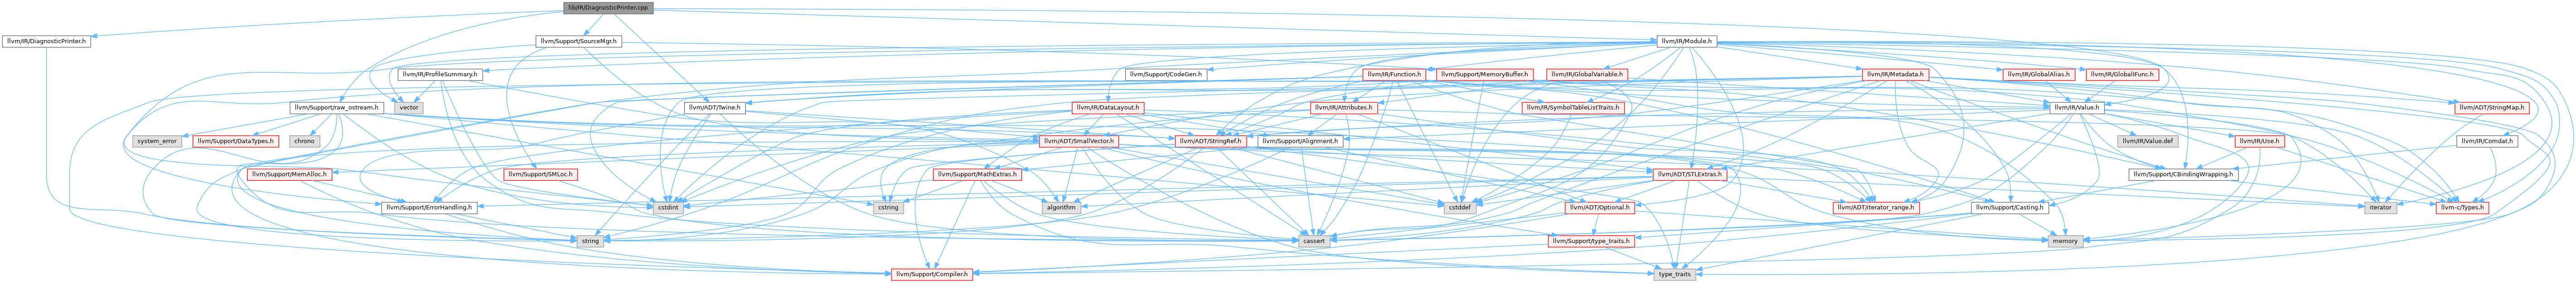 lib/IR/DiagnosticPrinter.cpp
llvm/IR/DiagnosticPrinter.h
llvm/Support/SourceMgr.h
llvm/IR/Module.h
llvm/IR/ProfileSummary.h
llvm/Support/CodeGen.h
llvm/IR/Function.h
llvm/Support/MemoryBuffer.h
llvm/IR/GlobalVariable.h
llvm/IR/Metadata.h
llvm/IR/GlobalAlias.h
llvm/IR/GlobalIFunc.h
llvm/Support/raw_ostream.h
vector
llvm/ADT/Twine.h
llvm/IR/DataLayout.h
llvm/IR/Attributes.h
llvm/IR/SymbolTableListTraits.h
llvm/IR/Value.h
llvm/ADT/StringMap.h
system_error
llvm/Support/DataTypes.h
chrono
llvm/ADT/SmallVector.h
llvm/ADT/StringRef.h
llvm/Support/Alignment.h
llvm/IR/Value.def
llvm/IR/Use.h
llvm/IR/Comdat.h
llvm/Support/MemAlloc.h
llvm/Support/SMLoc.h
llvm/Support/MathExtras.h
llvm/ADT/STLExtras.h
llvm/Support/CBindingWrapping.h
llvm/Support/ErrorHandling.h
cstdint
cstring
algorithm
cstddef
llvm/ADT/Optional.h
llvm/ADT/iterator_range.h
llvm/Support/Casting.h
iterator
llvm-c/Types.h
string
cassert
llvm/Support/type_traits.h
memory
llvm/Support/Compiler.h
type_traits